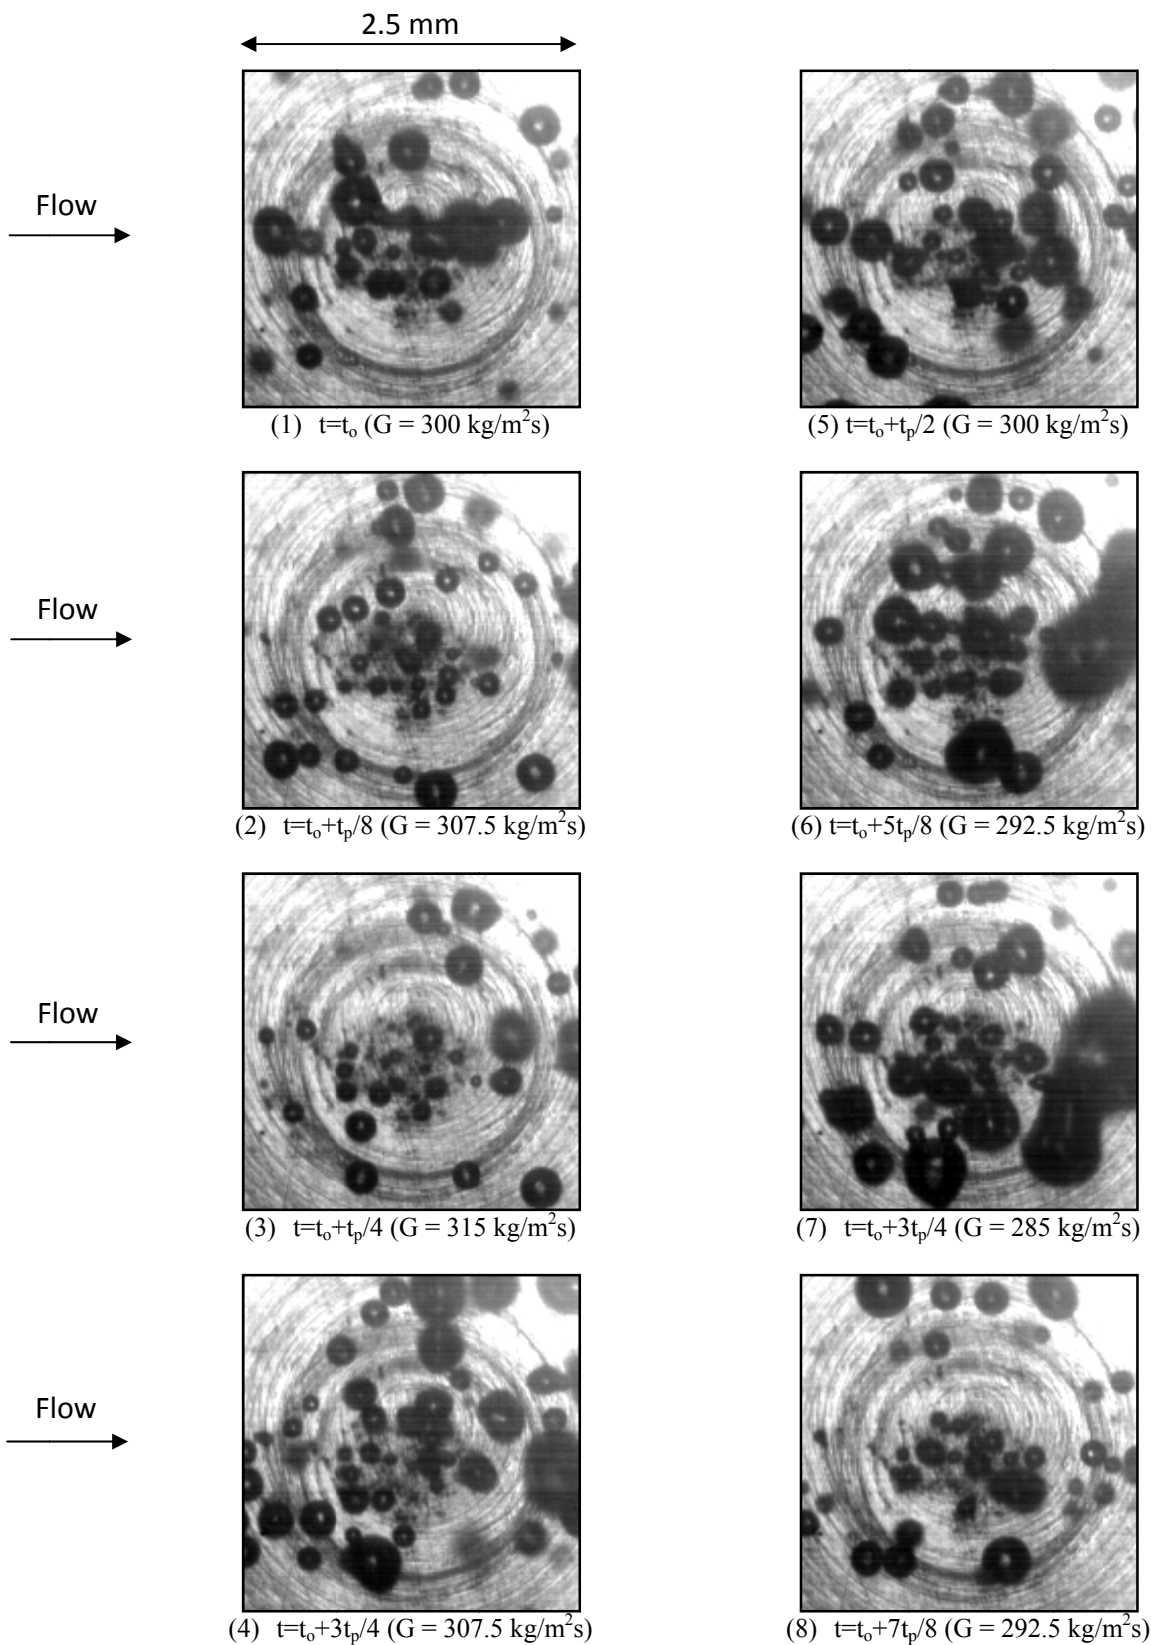 2.5 mm
Flow
(1) t=tₒ (G = 300 kg/m²s)
(5) t=tₒ+tₚ/2 (G = 300 kg/m²s)
Flow
(2) t=tₒ+tₚ/8 (G = 307.5 kg/m²s)
(6) t=tₒ+5tₚ/8 (G = 292.5 kg/m²s)
Flow
(3) t=tₒ+tₚ/4 (G = 315 kg/m²s)
(7) t=tₒ+3tₚ/4 (G = 285 kg/m²s)
Flow
(4) t=tₒ+3tₚ/4 (G = 307.5 kg/m²s)
(8) t=tₒ+7tₚ/8 (G = 292.5 kg/m²s)